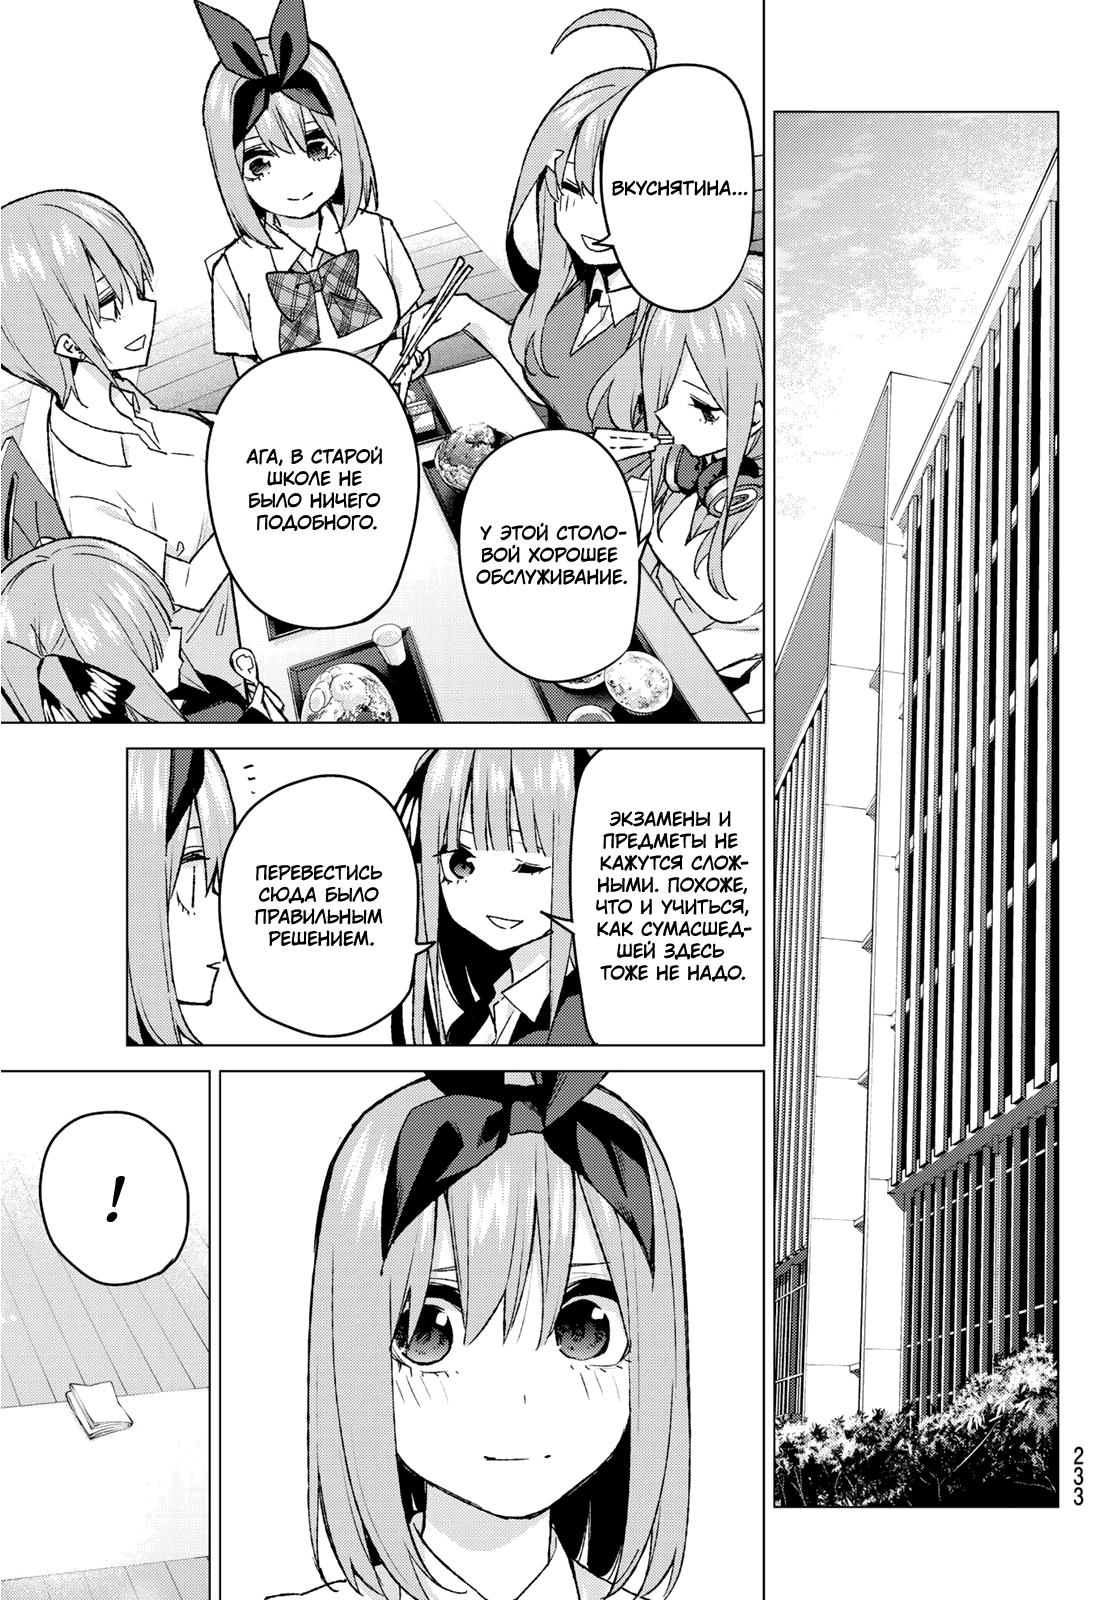 ВКУСНЯТИНА...
У ЭТОЙ СТОЛО-
ВОЙ ХОРОШЕЕ
ОБСЛУЖИВАНИЕ.
АГА, В СТАРОЙ
ШКОЛЕ НЕ
БЫЛО НИЧЕГО
ПОДОБНОГО.
ЭКЗАМЕНЫ И
ПРЕДМЕТЫ НЕ
КАЖУТСЯ СЛОЖ-
НЫМИ. ПОХОЖЕ,
ЧТО И УЧИТЬСЯ,
КАК СУМАСШЕД-
ШЕЙ ЗДЕСЬ
ТОЖЕ НЕ НАДО.
ПЕРЕВЕСТИСЬ
СЮДА БЫЛО
ПРАВИЛЬНЫМ
РЕШЕНИЕМ.
!
233